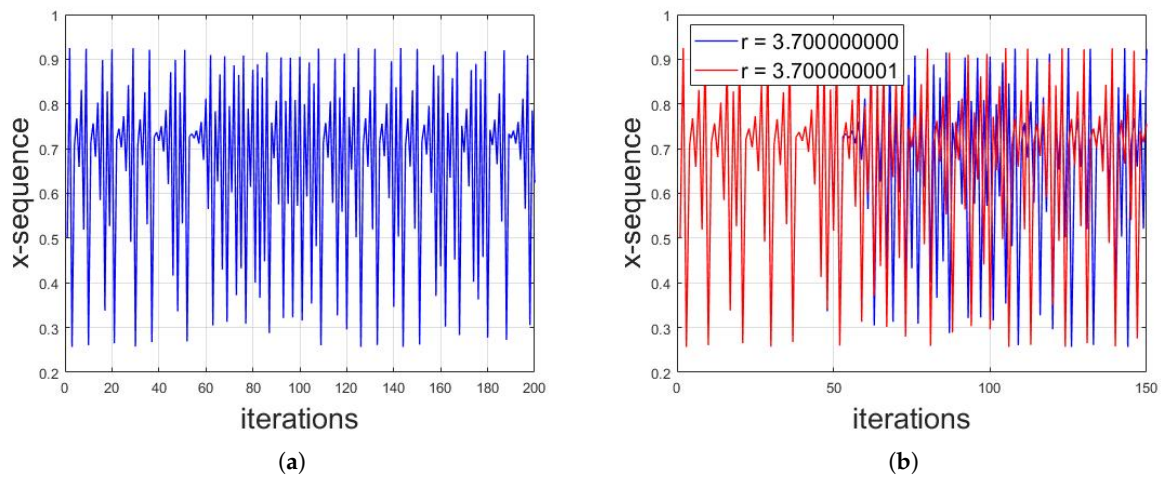 1
0.9
0.8
0.7
0.6
0.5
0.4
0.3
0.2
x-sequence
0 20 40 60 80 100 120 140 160 180 200
iterations
(a)
1
0.9
0.8
0.7
0.6
0.5
0.4
0.3
0.2
x-sequence
r = 3.700000000
r = 3.700000001
0 50 100 150
iterations
(b)